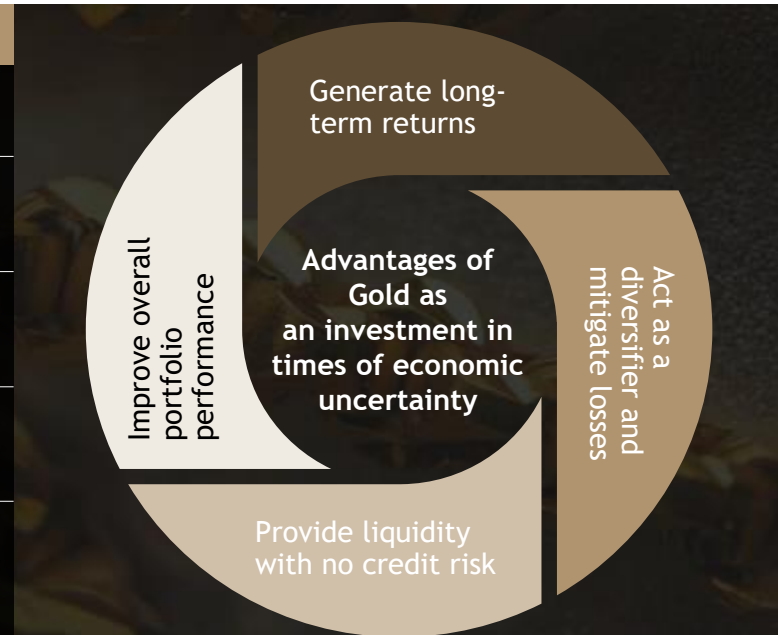 Generate long-
term returns
Act as a
diversifier and
mitigate losses
Provide liquidity
with no credit risk
Improve overall
portfolio
performance
Advantages of
Gold as
an investment in
times of economic
uncertainty